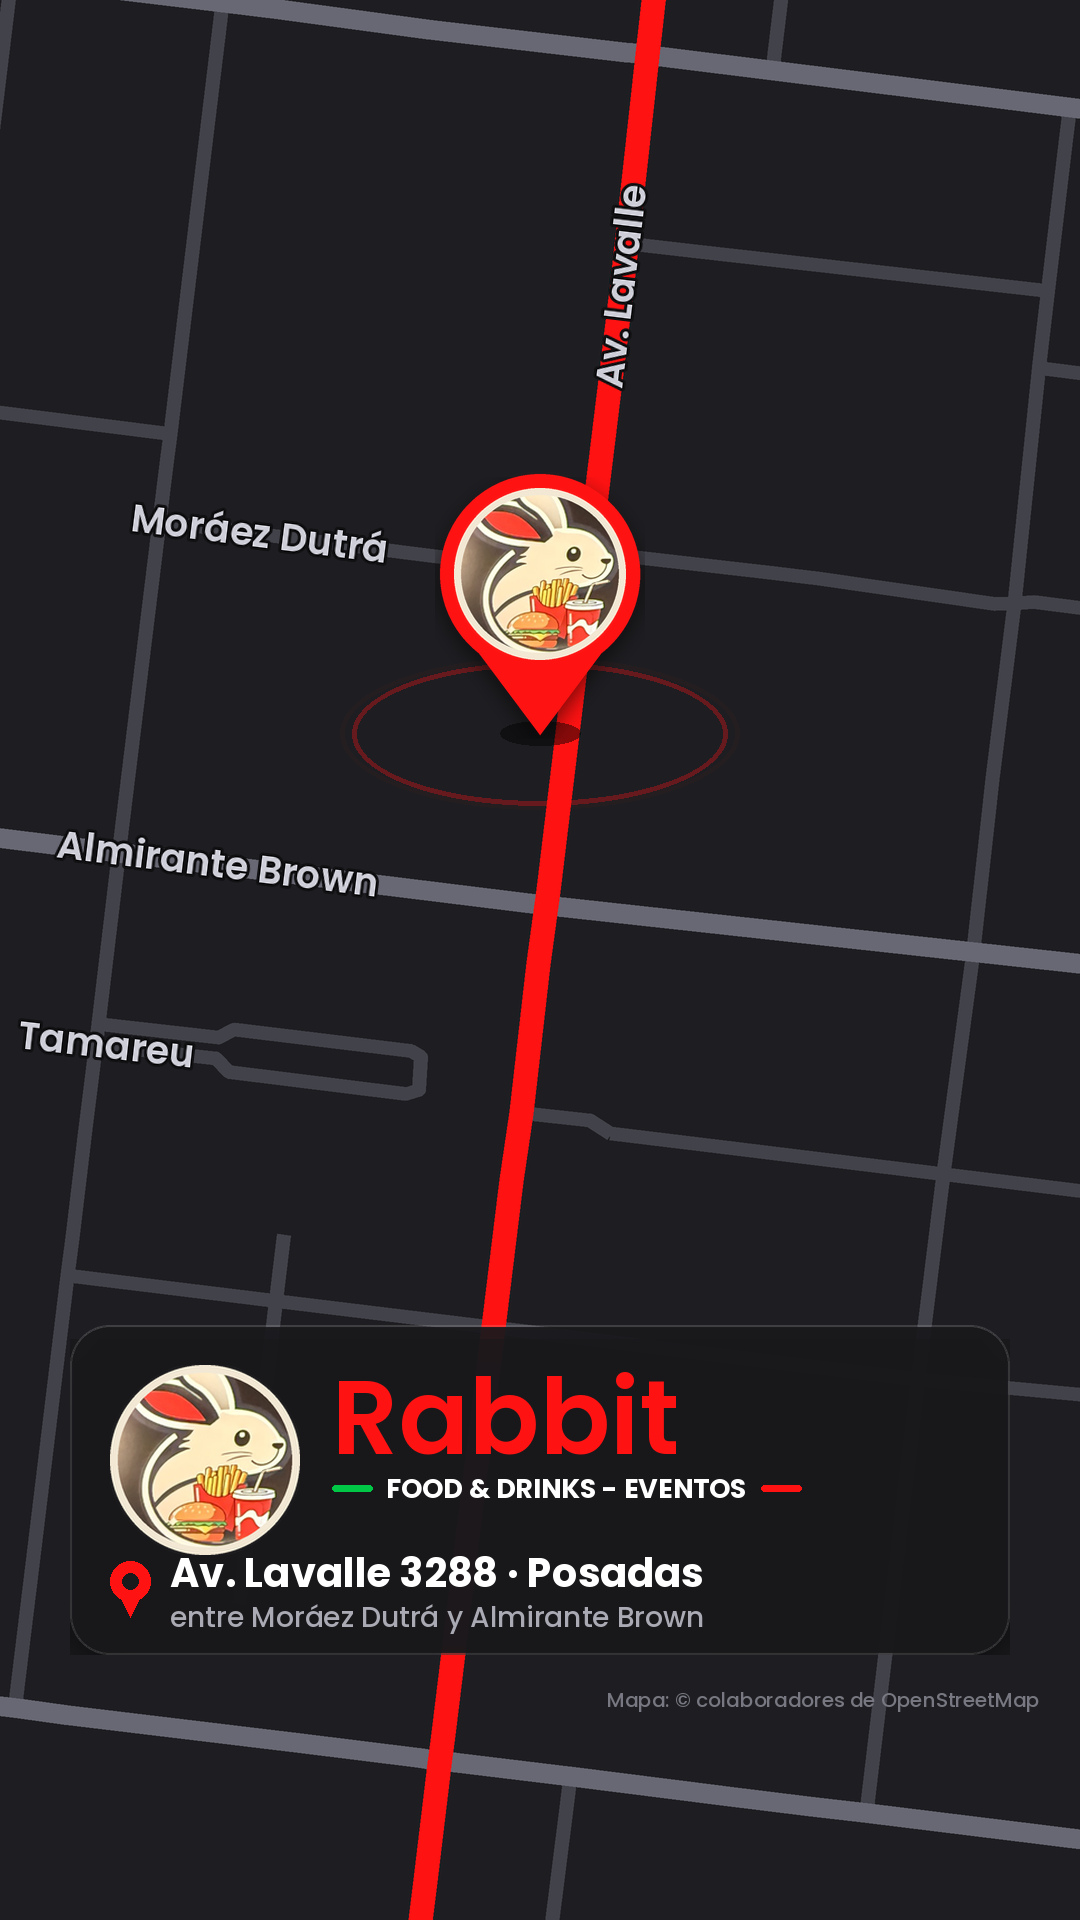 Av. Lavalle
Moráez Dutrá
Almirante Brown
Tamareu
Rabbit
FOOD & DRINKS - EVENTOS
Av. Lavalle 3288 · Posadas
entre Moráez Dutrá y Almirante Brown
Mapa: © colaboradores de OpenStreetMap